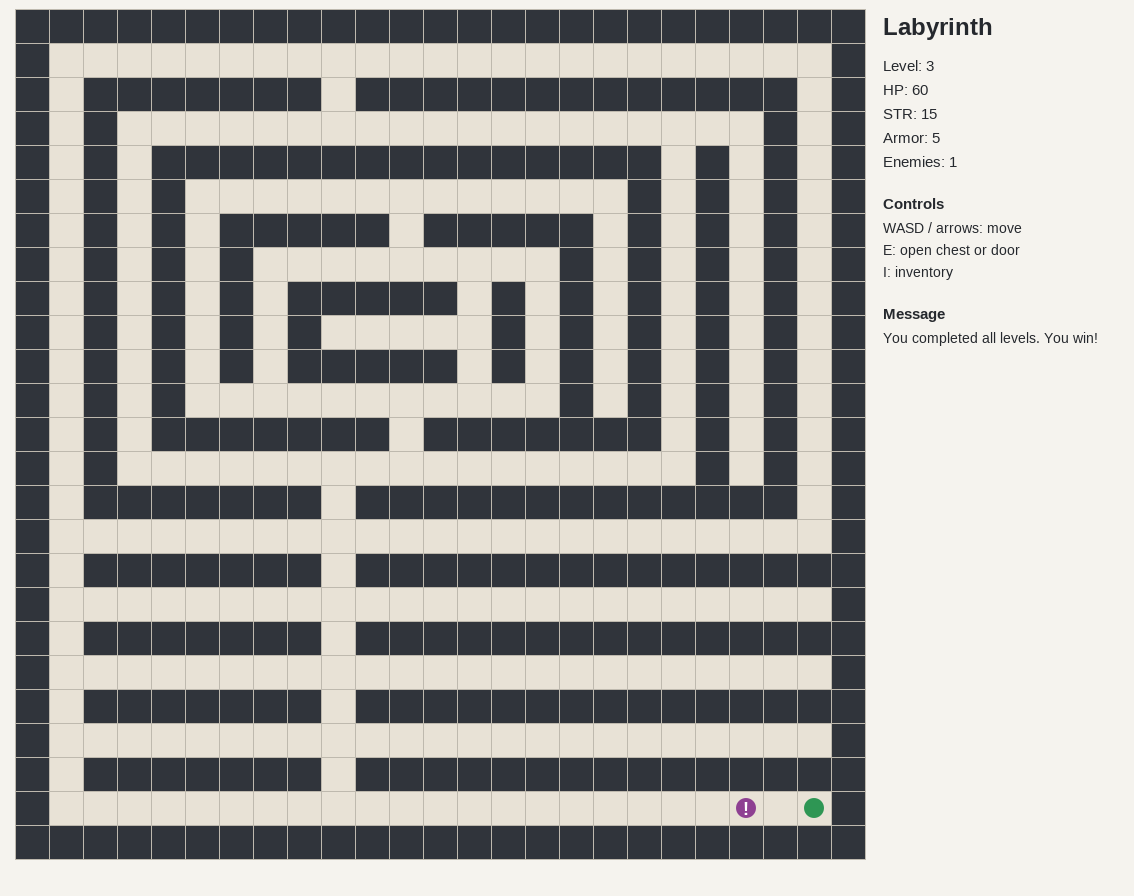 Labyrinth
Level: 3
HP: 60
STR: 15
Armor: 5
Enemies: 1
Controls
WASD / arrows: move
E: open chest or door
I: inventory
Message
You completed all levels. You win!
!